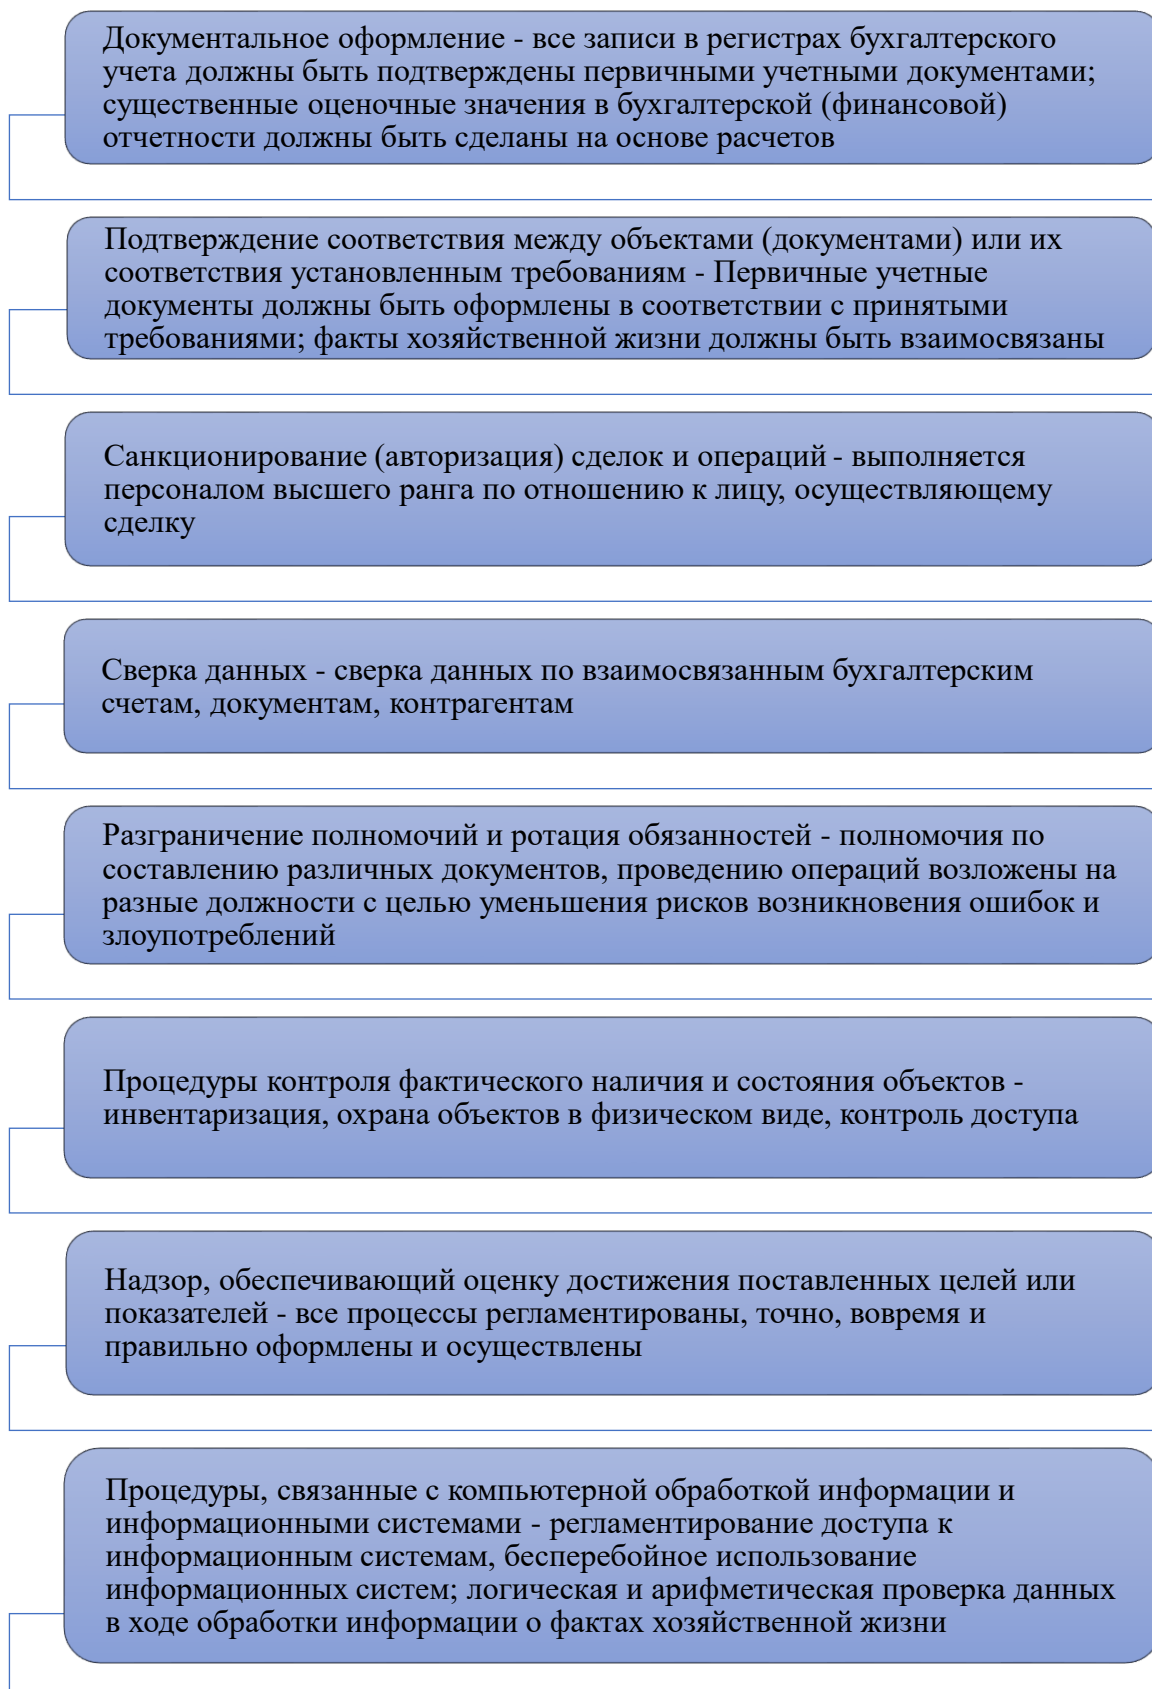 Документальное оформление - все записи в регистрах бухгалтерского
учета должны быть подтверждены первичными учетными документами;
существенные оценочные значения в бухгалтерской (финансовой)
отчетности должны быть сделаны на основе расчетов
Подтверждение соответствия между объектами (документами) или их
соответствия установленным требованиям - Первичные учетные
документы должны быть оформлены в соответствии с принятыми
требованиями; факты хозяйственной жизни должны быть взаимосвязаны
Санкционирование (авторизация) сделок и операций - выполняется
персоналом высшего ранга по отношению к лицу, осуществляющему
сделку
Сверка данных - сверка данных по взаимосвязанным бухгалтерским
счетам, документам, контрагентам
Разграничение полномочий и ротация обязанностей - полномочия по
составлению различных документов, проведению операций возложены на
разные должности с целью уменьшения рисков возникновения ошибок и
злоупотреблений
Процедуры контроля фактического наличия и состояния объектов -
инвентаризация, охрана объектов в физическом виде, контроль доступа
Надзор, обеспечивающий оценку достижения поставленных целей или
показателей - все процессы регламентированы, точно, вовремя и
правильно оформлены и осуществлены
Процедуры, связанные с компьютерной обработкой информации и
информационными системами - регламентирование доступа к
информационным системам, бесперебойное использование
информационных систем; логическая и арифметическая проверка данных
в ходе обработки информации о фактах хозяйственной жизни